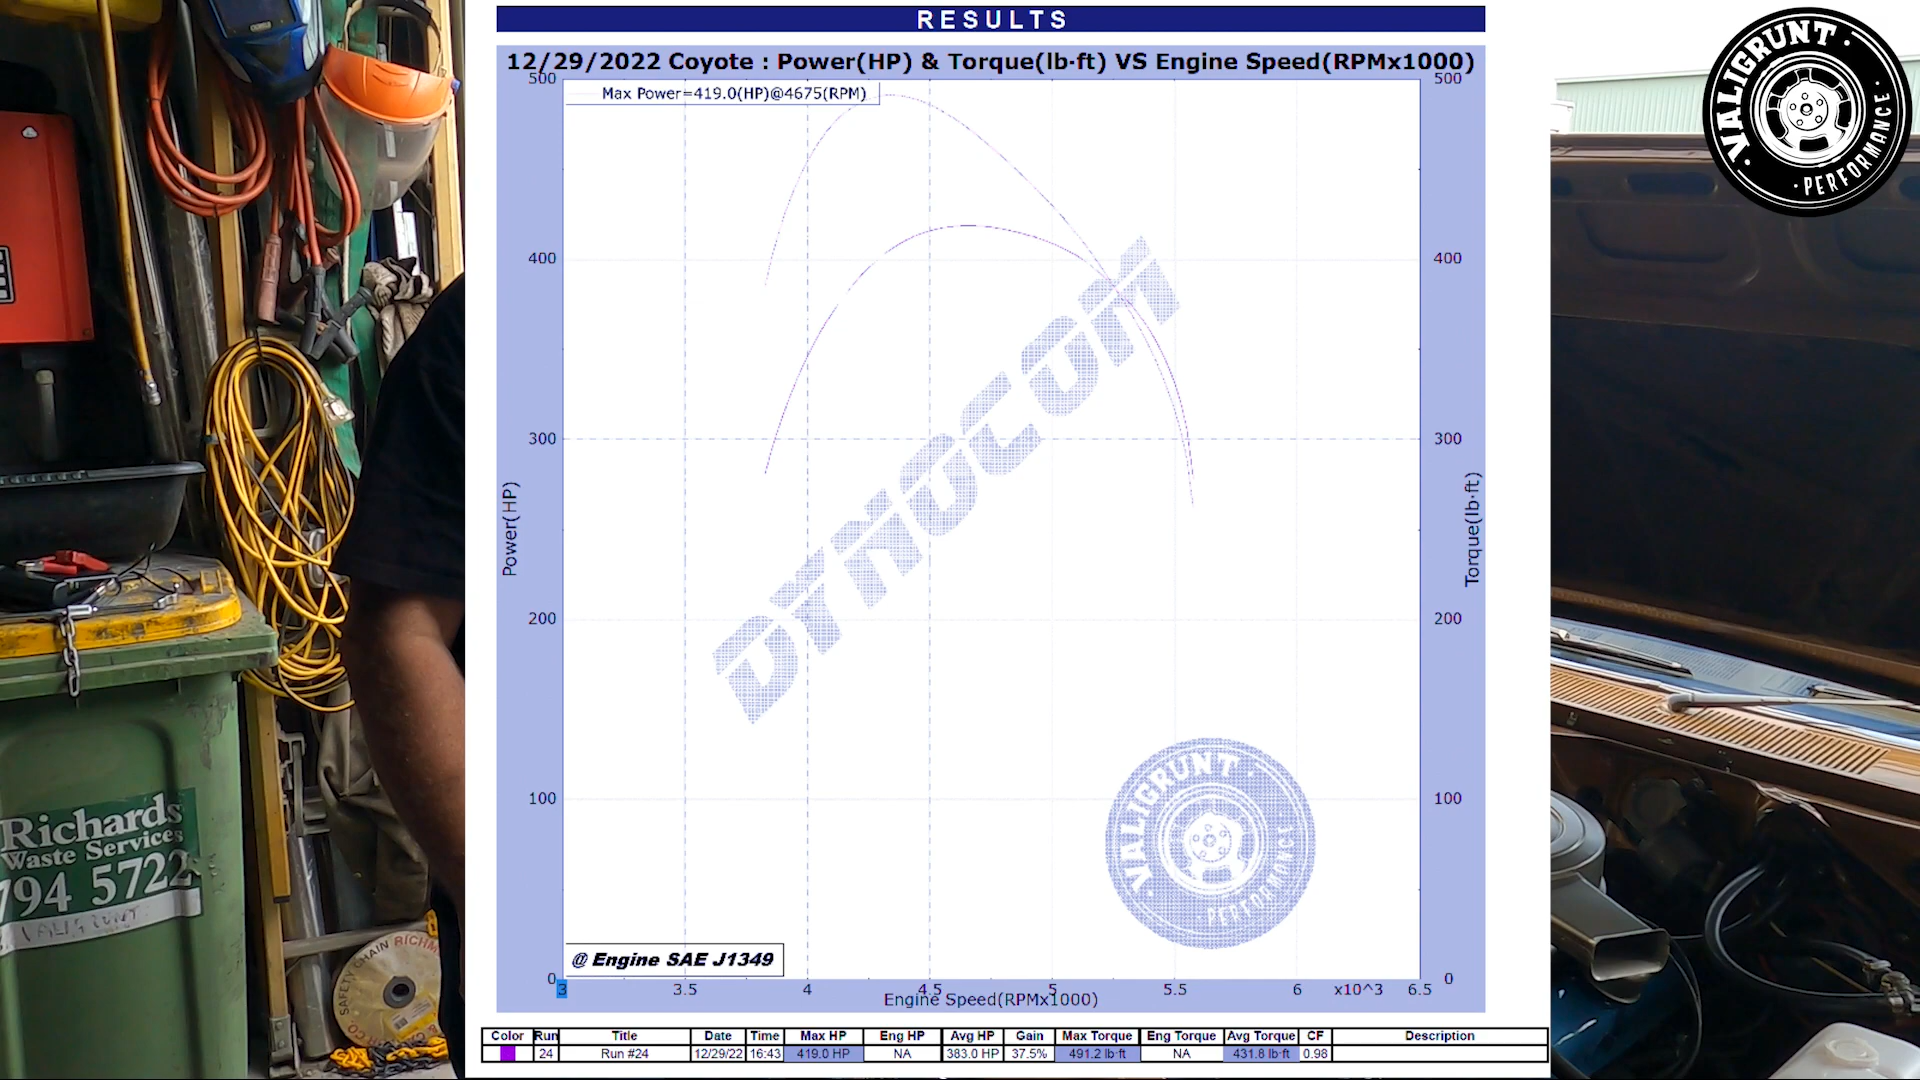 RESULTS
12/29/2022 Coyote : Power(HP) & Torque(lb·ft) VS Engine Speed(RPMx1000)
Max Power=419.0(HP)@4675(RPM)
500
400
300
200
100
0
Power(HP)
500
400
300
200
100
0
Torque(lb·ft)
DYNOCOM
VALIGRUNT
PERFORMANCE
@ Engine SAE J1349
3 3.5 4 4.5 5 5.5 6 x10^3 6.5
Engine Speed(RPMx1000)
Color Run Title Date Time Max HP Eng HP Avg HP Gain Max Torque Eng Torque Avg Torque CF Description
24 Run #24 12/29/22 16:43 419.0 HP NA 383.0 HP 37.5% 491.2 lb·ft NA 431.8 lb·ft 0.98
VALIGRUNT
PERFORMANCE
Richards
Waste Services
794 5722
VALIGRUNT
SAFETY CHAIN